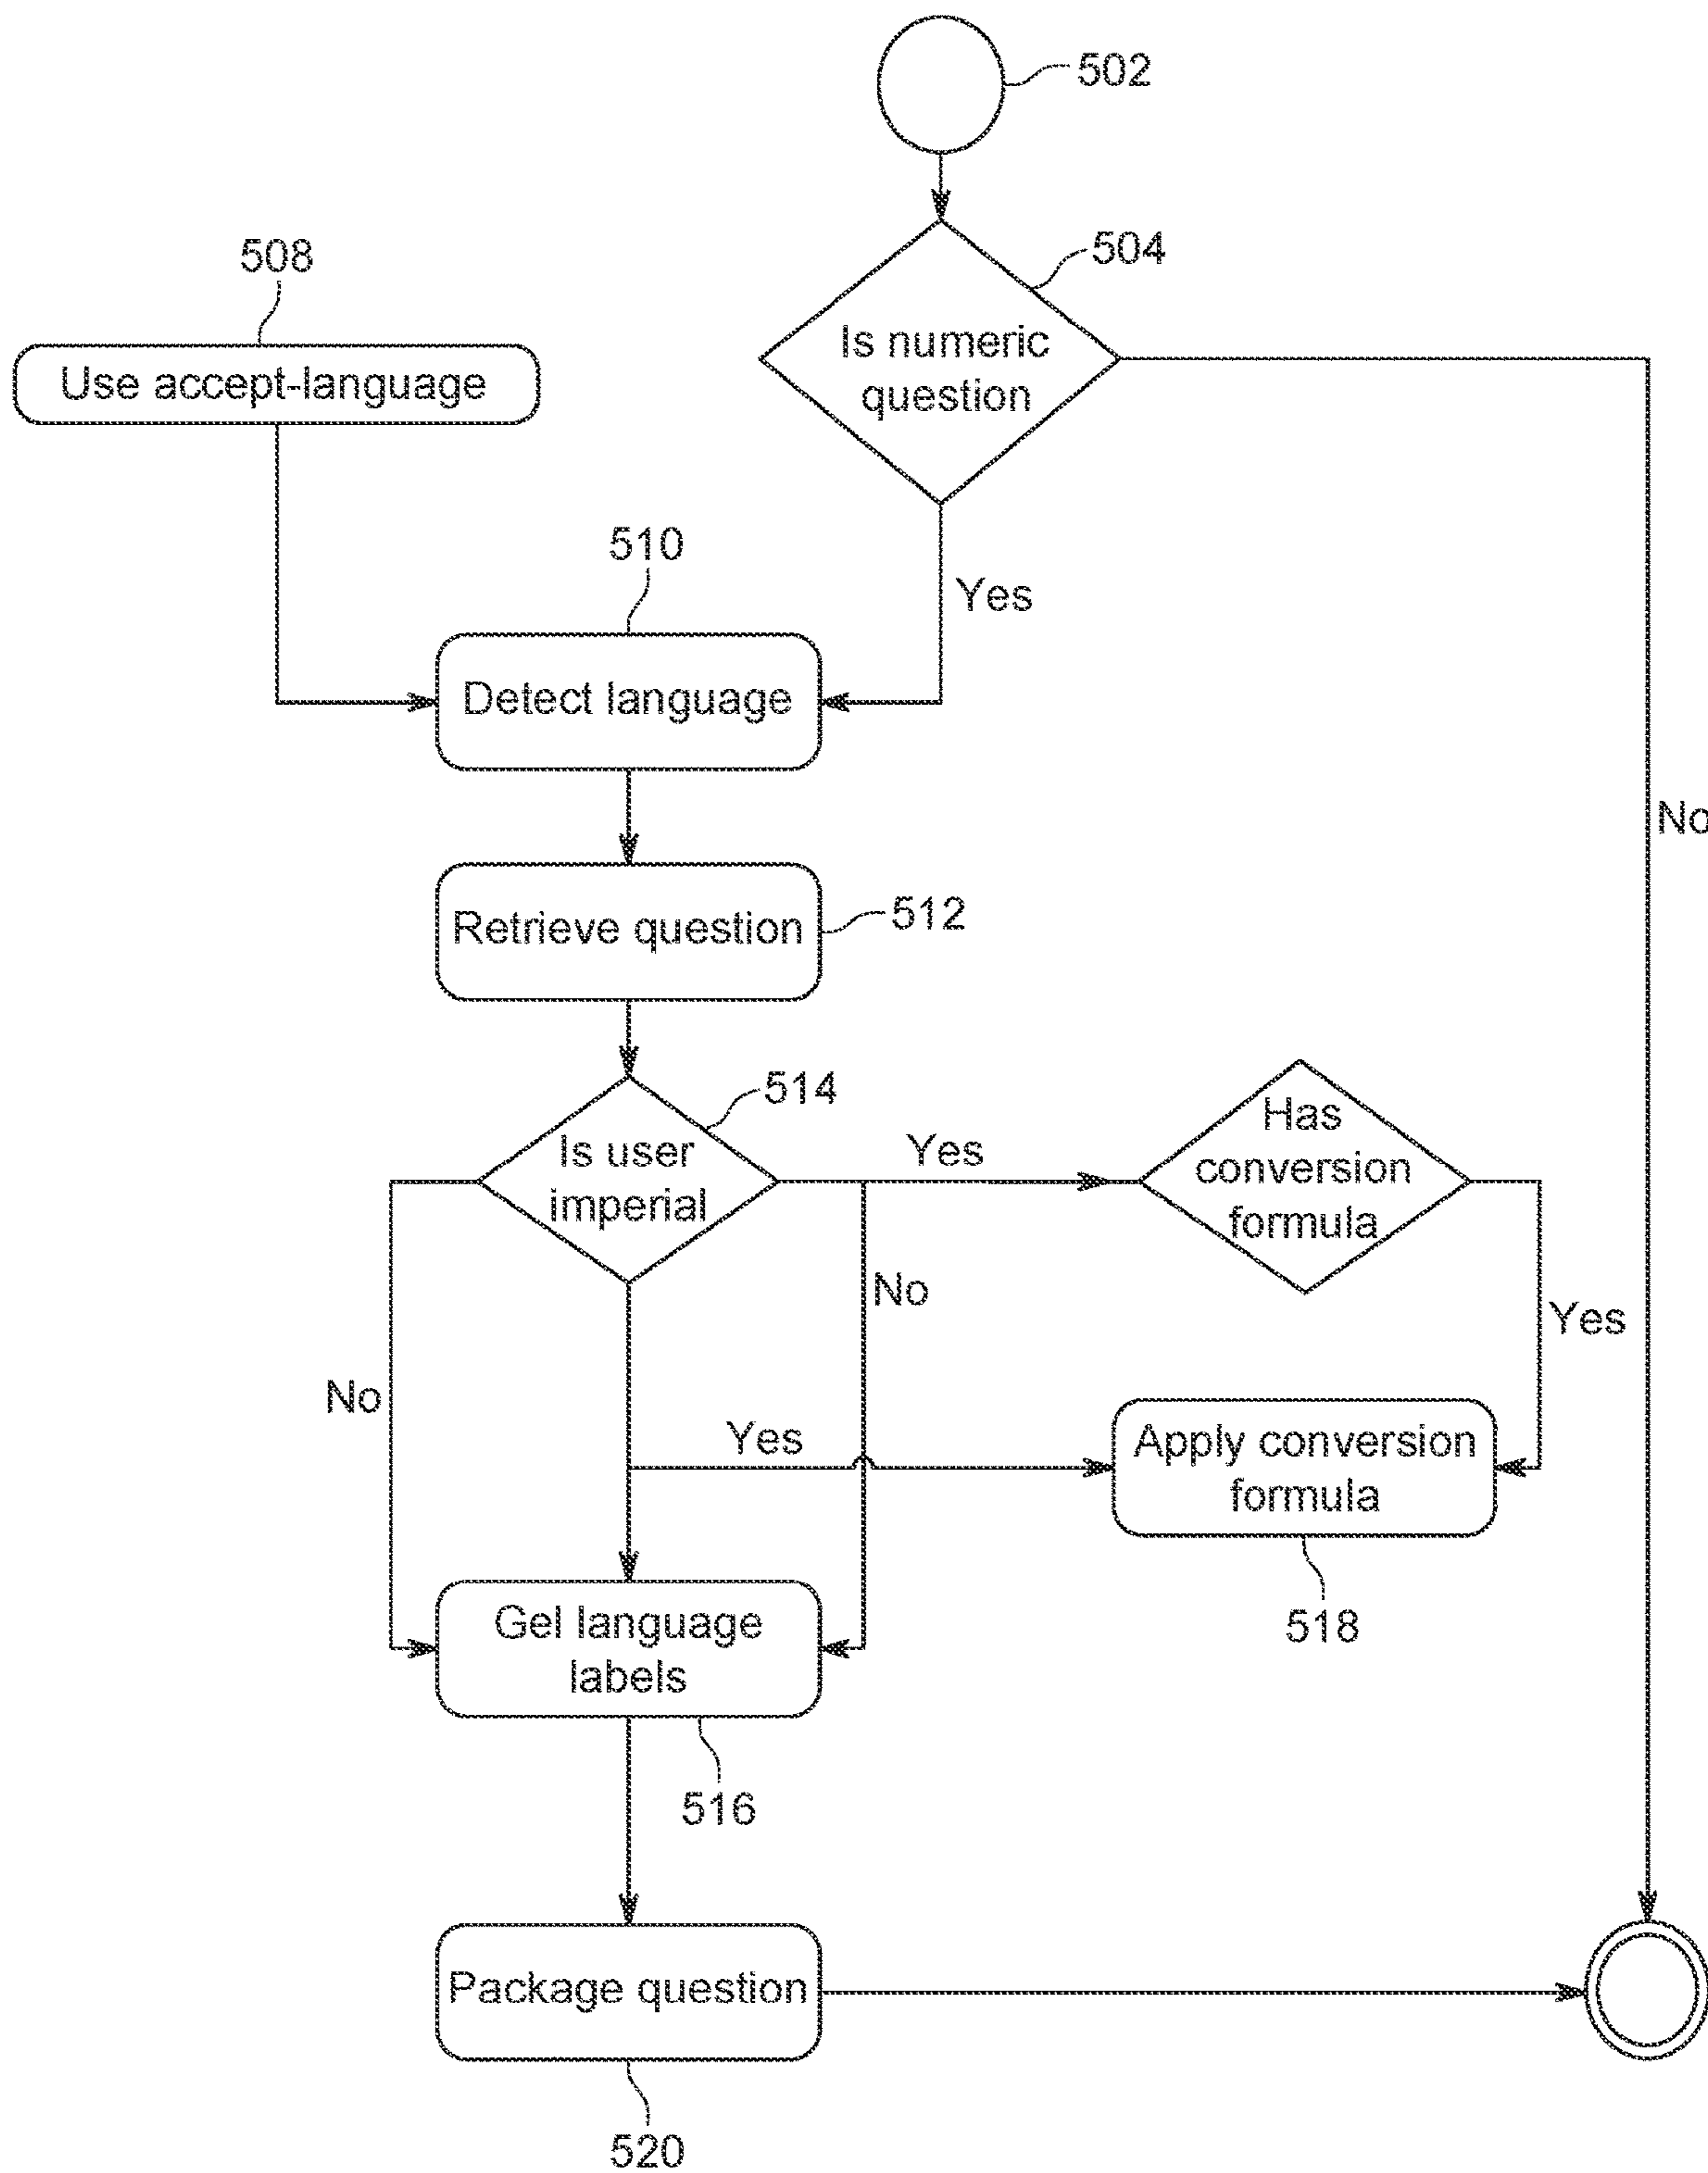 502
504
Is numeric
question
508
Use accept-language
510
Yes
Detect language
No
Retrieve question
512
514
Is user
imperial
Yes
Has
conversion
formula
No
Yes
No
Yes
Apply conversion
formula
Gel language
labels
518
516
Package question
520